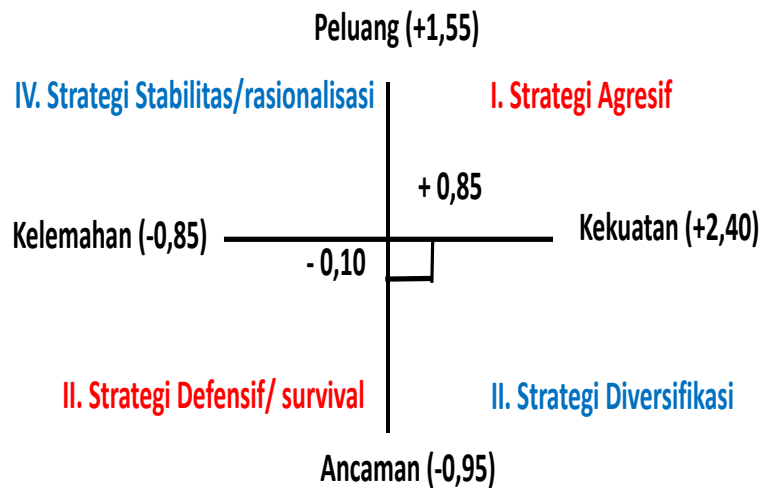 Peluang (+1,55)
IV. Strategi Stabilitas/rasionalisasi
I. Strategi Agresif
+ 0,85
Kelemahan (-0,85)
Kekuatan (+2,40)
- 0,10
II. Strategi Defensif/ survival
II. Strategi Diversifikasi
Ancaman (-0,95)